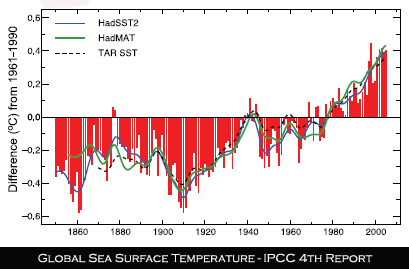 Difference (ºC) from 1961–1990
0,6
0,4
0,2
0,0
−0,2
−0,4
−0,6
HadSST2
HadMAT
TAR SST
1860 1880 1900 1920 1940 1960 1980 2000
Global Sea Surface Temperature - IPCC 4th Report